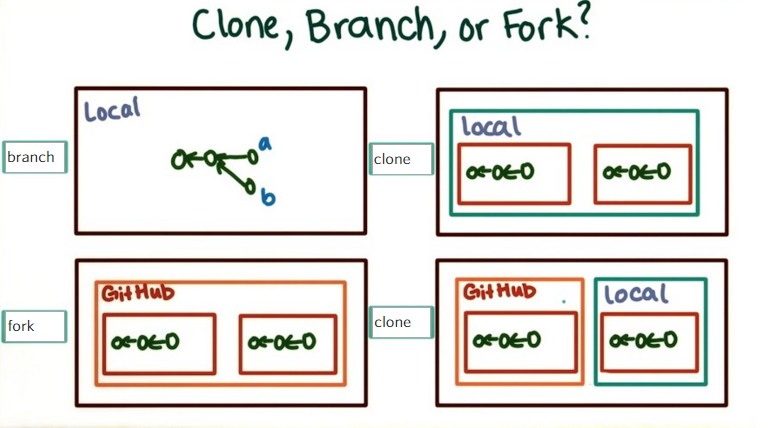 Clone, Branch, or Fork?
branch
Local
a
b
clone
local
fork
GitHub
clone
GitHub
local